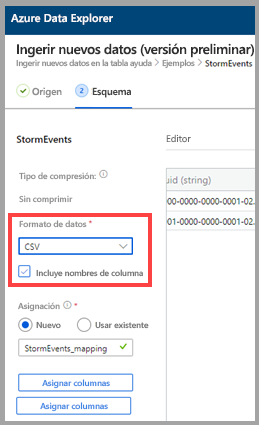 Azure Data Explorer
Ingerir nuevos datos (versión preliminar)
Ingerir nuevos datos en la tabla ayuda > Ejemplos > StormEvents
Origen
2 Esquema
StormEvents
Editor
Tipo de compresión:
uid (string)
Sin comprimir
00-0000-0000-0001-02.
01-0000-0000-0001-02.
Formato de datos *
CSV
Incluye nombres de columna
Asignación *
Nuevo
Usar existente
StormEvents_mapping
Asignar columnas
Asignar columnas